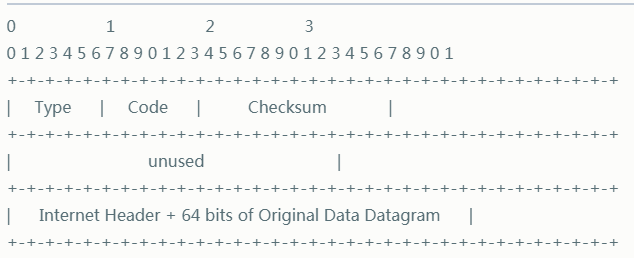 0 1 2 3
0 1 2 3 4 5 6 7 8 9 0 1 2 3 4 5 6 7 8 9 0 1 2 3 4 5 6 7 8 9 0 1
+-+-+-+-+-+-+-+-+-+-+-+-+-+-+-+-+-+-+-+-+-+-+-+-+-+-+-+-+-+-+-+-+
| Type | Code | Checksum |
+-+-+-+-+-+-+-+-+-+-+-+-+-+-+-+-+-+-+-+-+-+-+-+-+-+-+-+-+-+-+-+-+
| unused |
+-+-+-+-+-+-+-+-+-+-+-+-+-+-+-+-+-+-+-+-+-+-+-+-+-+-+-+-+-+-+-+-+
| Internet Header + 64 bits of Original Data Datagram |
+-+-+-+-+-+-+-+-+-+-+-+-+-+-+-+-+-+-+-+-+-+-+-+-+-+-+-+-+-+-+-+-+